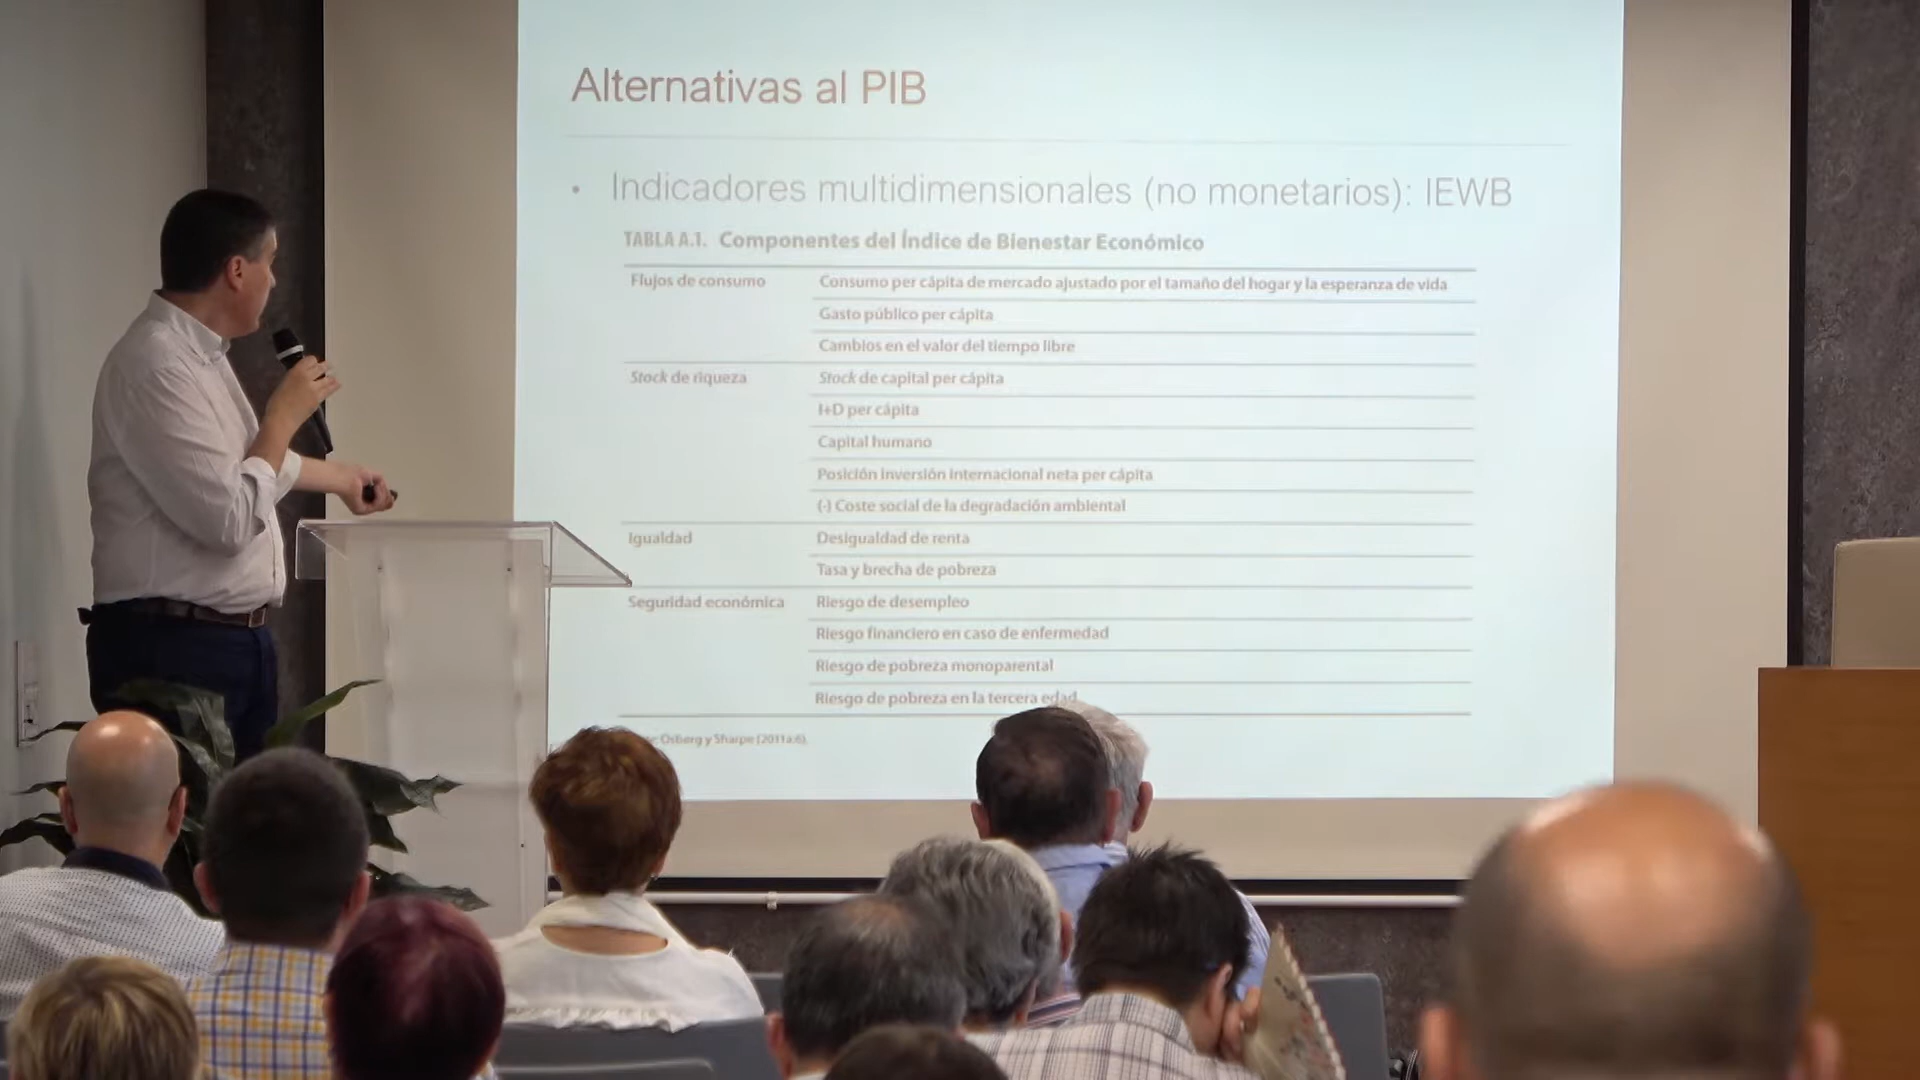 Alternativas al PIB
• Indicadores multidimensionales (no monetarios): IEWB
TABLA A.1. Componentes del Índice de Bienestar Económico
Flujos de consumo Consumo per cápita de mercado ajustado por el tamaño del hogar y la esperanza de vida
Gasto público per cápita
Cambios en el valor del tiempo libre
Stock de riqueza Stock de capital per cápita
I+D per cápita
Capital humano
Posición inversión internacional neta per cápita
(-) Coste social de la degradación ambiental
Igualdad Desigualdad de renta
Tasa y brecha de pobreza
Seguridad económica Riesgo de desempleo
Riesgo financiero en caso de enfermedad
Riesgo de pobreza monoparental
Riesgo de pobreza en la tercera edad
Osberg y Sharpe (2011a:6).